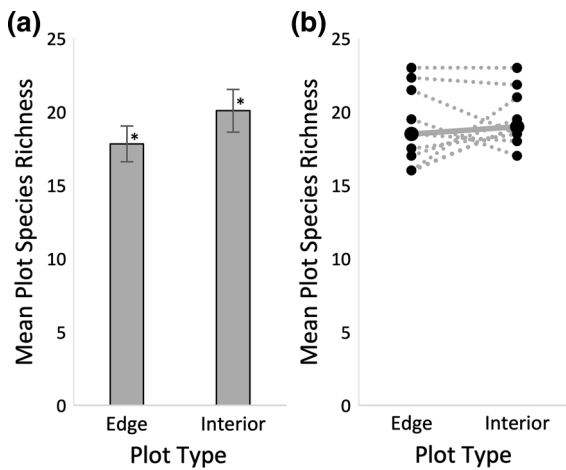 (a)
25
20
15
10
5
0
Mean Plot Species Richness
*
*
Edge
Interior
Plot Type
(b)
25
20
15
10
5
0
Mean Plot Species Richness
Edge
Interior
Plot Type